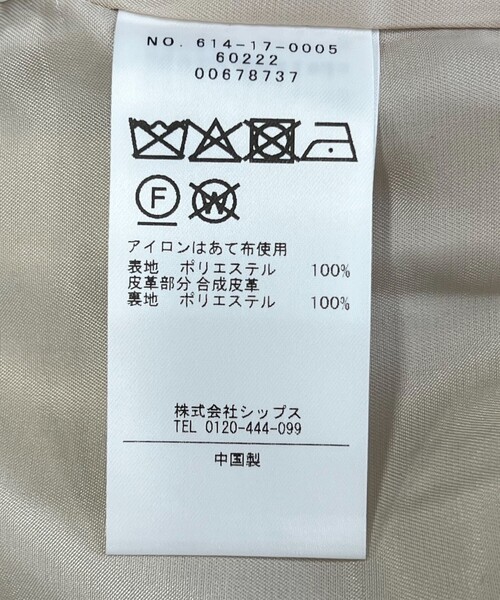 NO. 614-17-0005
60222
00678737
F W
アイロンはあて布使用
表地 ポリエステル 100%
皮革部分 合成皮革
裏地 ポリエステル 100%
株式会社シップス
TEL 0120-444-099
中国製